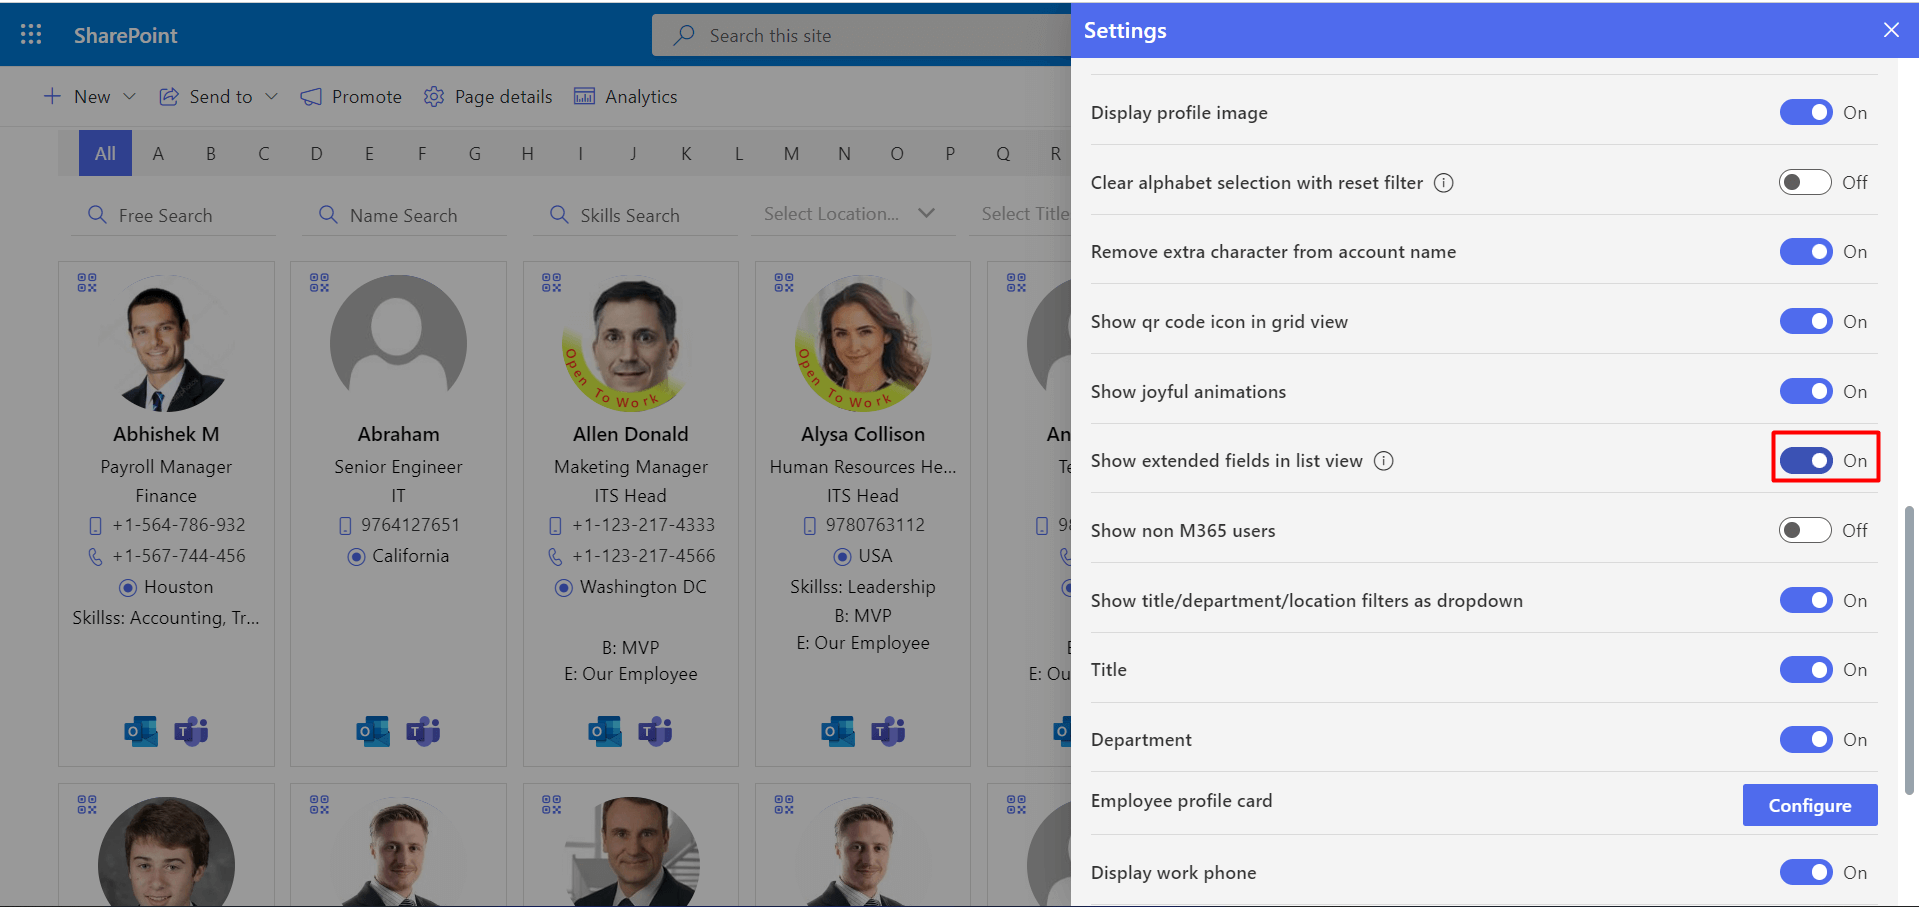 SharePoint
Search this site
Settings
New
Send to
Promote
Page details
Analytics
All A B C D E F G H I J K L M N O P Q R
Free Search
Name Search
Skills Search
Select Location...
Select Title
Abhishek M
Payroll Manager
Finance
+1-564-786-932
+1-567-744-456
Houston
Skillss: Accounting, Tr...
Abraham
Senior Engineer
IT
9764127651
California
Open To Work
Allen Donald
Maketing Manager
ITS Head
+1-123-217-4333
+1-123-217-4566
Washington DC
B: MVP
E: Our Employee
Open To Work
Alysa Collison
Human Resources He...
ITS Head
9780763112
USA
Skillss: Leadership
B: MVP
E: Our Employee
An
Te
E: Ou
Display profile image On
Clear alphabet selection with reset filter Off
Remove extra character from account name On
Show qr code icon in grid view On
Show joyful animations On
Show extended fields in list view On
Show non M365 users Off
Show title/department/location filters as dropdown On
Title On
Department On
Employee profile card Configure
Display work phone On